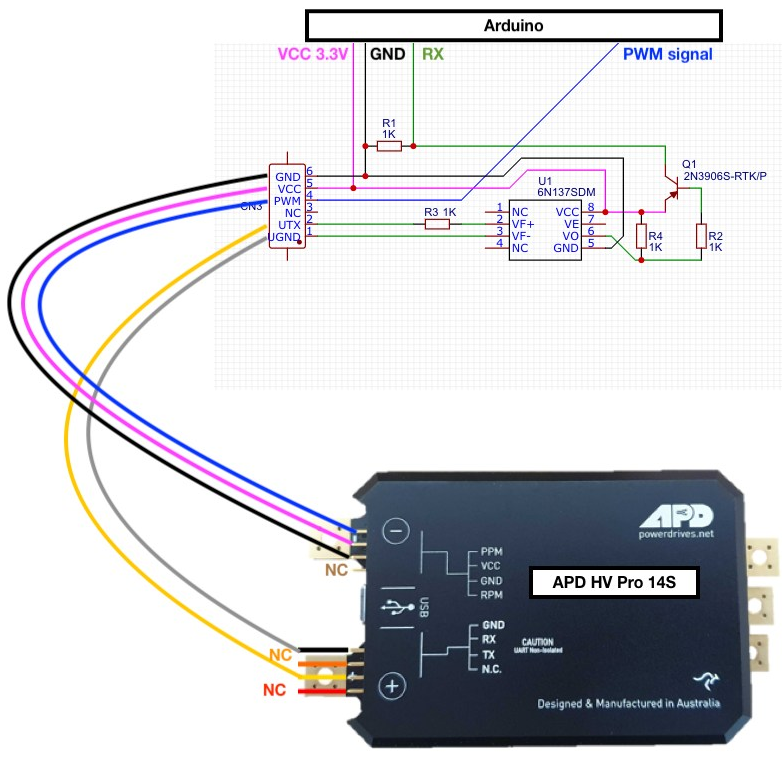 Arduino
VCC 3.3V GND RX PWM signal
R1
1K
Q1
2N3906S-RTK/P
U1
6N137SDM
GND 6
VCC 5
PWM 4
NC 3
UTX 2
UGND 1
CN3
R3 1K
1 NC VCC 8
2 VF+ VE 7
3 VF- VO 6
4 NC GND 5
R4
1K
R2
1K
APD
powerdrives.net
PPM
VCC
GND
RPM
NC
APD HV Pro 14S
USB
GND
RX
TX
N.C.
CAUTION
UART Non-Isolated
NC
NC
Designed & Manufactured in Australia